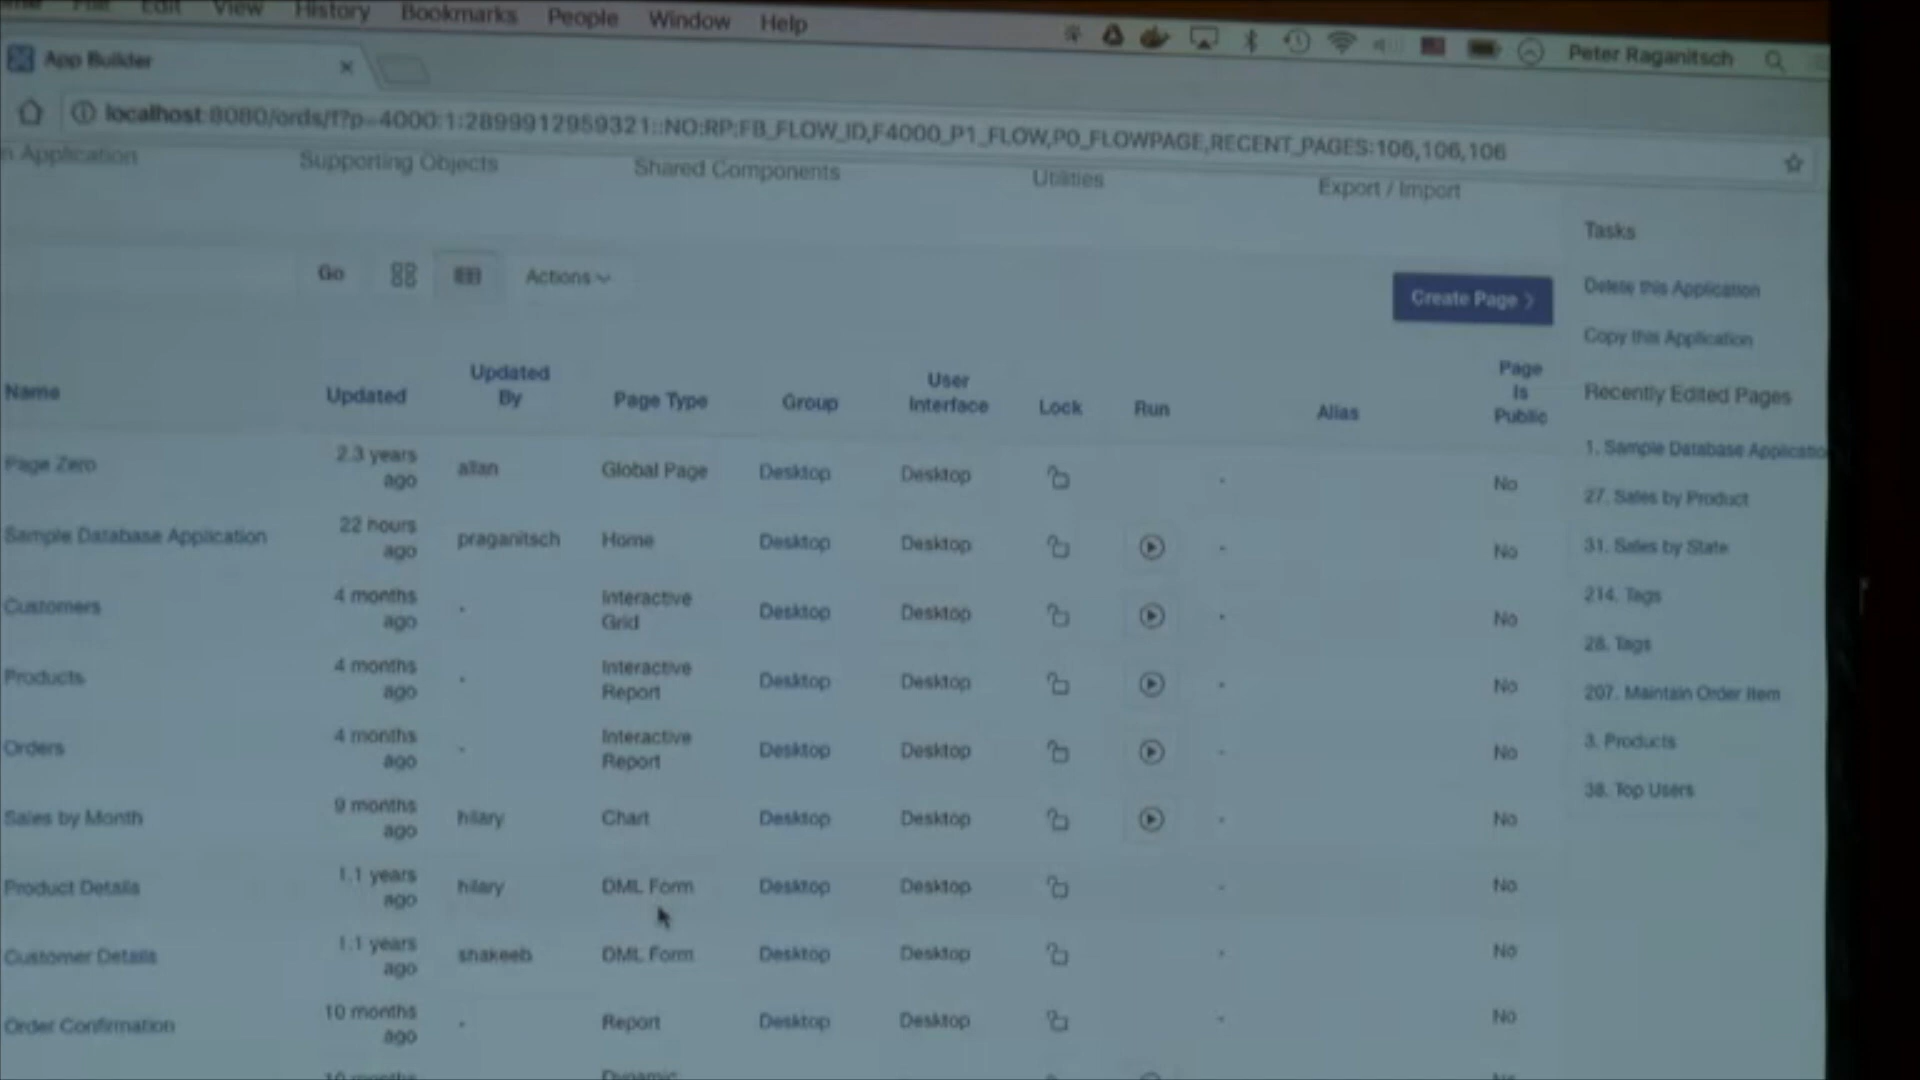 File Edit View History Bookmarks People Window Help
Peter Raganitsch
App Builder
localhost:8080/ords/f?p=4000:1:2899912959321::NO:RP:FB_FLOW_ID,F4000_P1_FLOW,P0_FLOWPAGE,RECENT_PAGES:106,106,106
n Application Supporting Objects Shared Components Utilities Export / Import
Go Actions Create Page
Name Updated Updated By Page Type Group User Interface Lock Run Alias Page Is Public
Page Zero 2.3 years ago allan Global Page Desktop Desktop - No
Sample Database Application 22 hours ago praganitsch Home Desktop Desktop - No
Customers 4 months ago - Interactive Grid Desktop Desktop - No
Products 4 months ago - Interactive Report Desktop Desktop - No
Orders 4 months ago - Interactive Report Desktop Desktop - No
Sales by Month 9 months ago hilary Chart Desktop Desktop - No
Product Details 1.1 years ago hilary DML Form Desktop Desktop - No
Customer Details 1.1 years ago shakeeb DML Form Desktop Desktop - No
Order Confirmation 10 months ago - Report Desktop Desktop - No
10 months Dynamic No
Tasks
Delete this Application
Copy this Application
Recently Edited Pages
1. Sample Database Applicatio
27. Sales by Product
31. Sales by State
214. Tags
28. Tags
207. Maintain Order Item
3. Products
38. Top Users